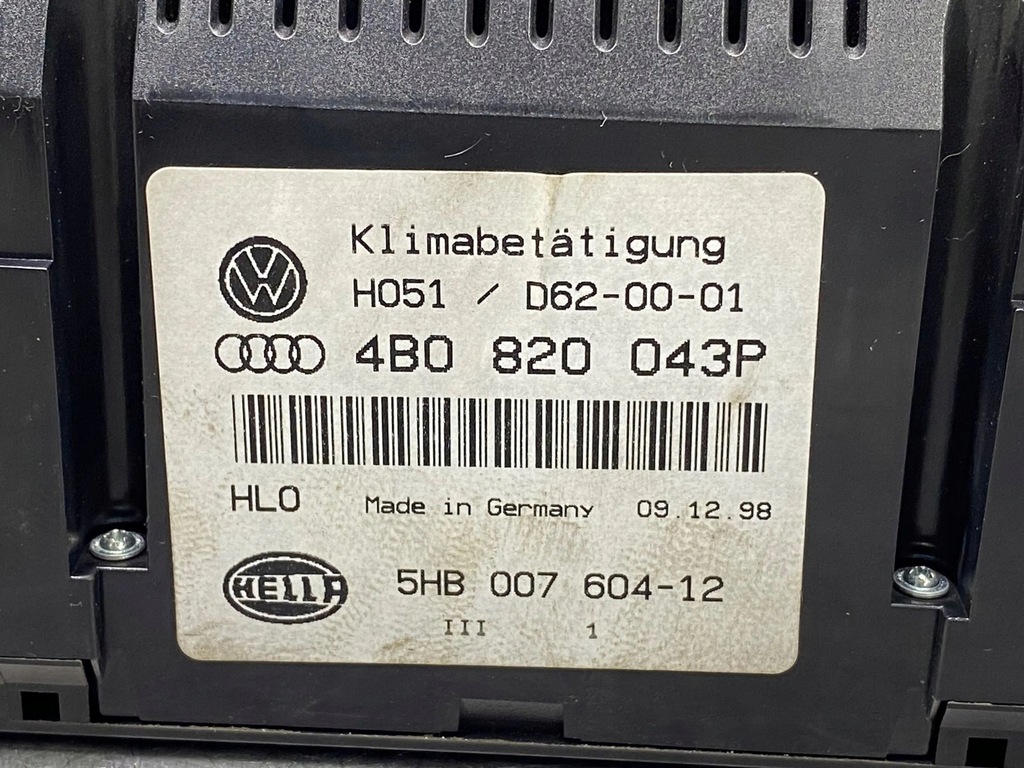 Klimabetätigung
H051 / D62-00-01
4B0 820 043P
HLO Made in Germany 09.12.98
HELLA 5HB 007 604-12
III 1